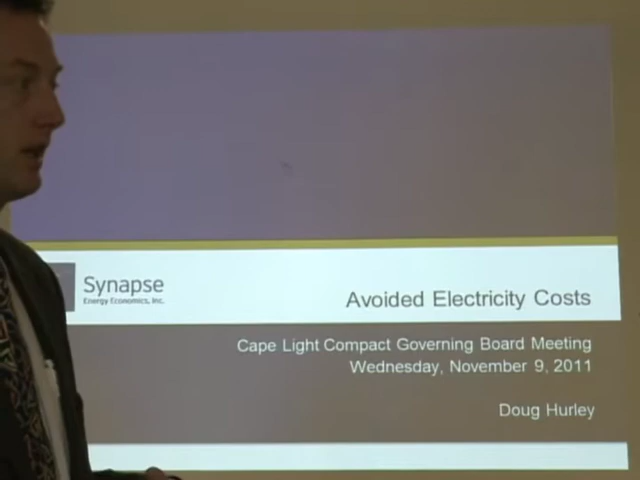 Synapse
Energy Economics, Inc.
Avoided Electricity Costs
Cape Light Compact Governing Board Meeting
Wednesday, November 9, 2011
Doug Hurley